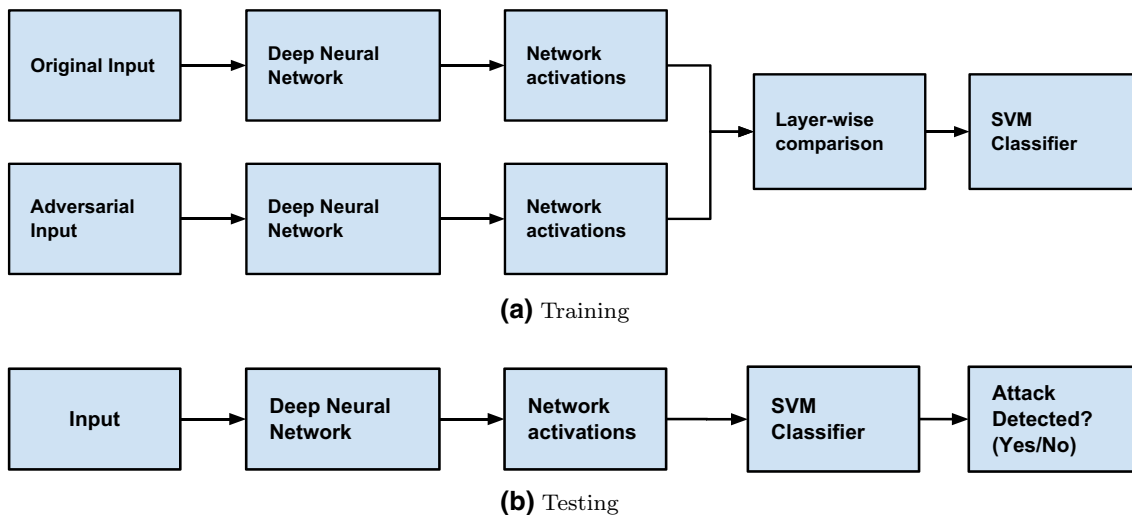 Original Input
Deep Neural
Network
Network
activations
Layer-wise
comparison
SVM
Classifier
Adversarial
Input
Deep Neural
Network
Network
activations
(a) Training
Input
Deep Neural
Network
Network
activations
SVM
Classifier
Attack
Detected?
(Yes/No)
(b) Testing